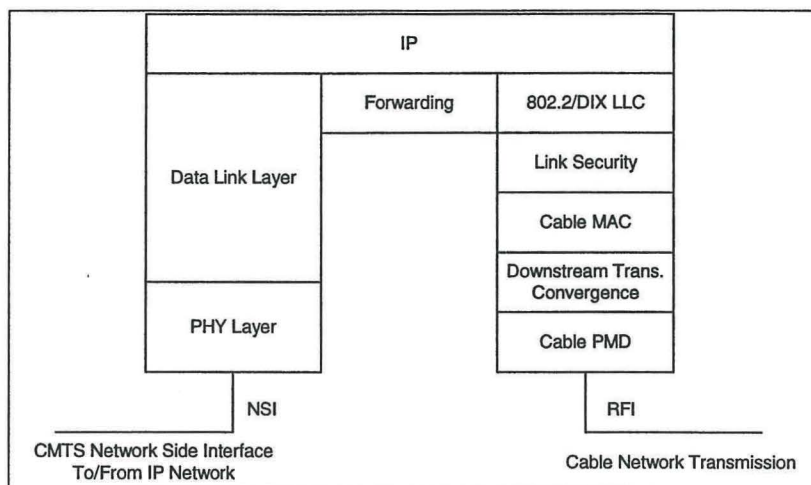 IP
Forwarding
802.2/DIX LLC
Data Link Layer
Link Security
Cable MAC
Downstream Trans.
Convergence
PHY Layer
Cable PMD
NSI
RFI
CMTS Network Side Interface
To/From IP Network
Cable Network Transmission